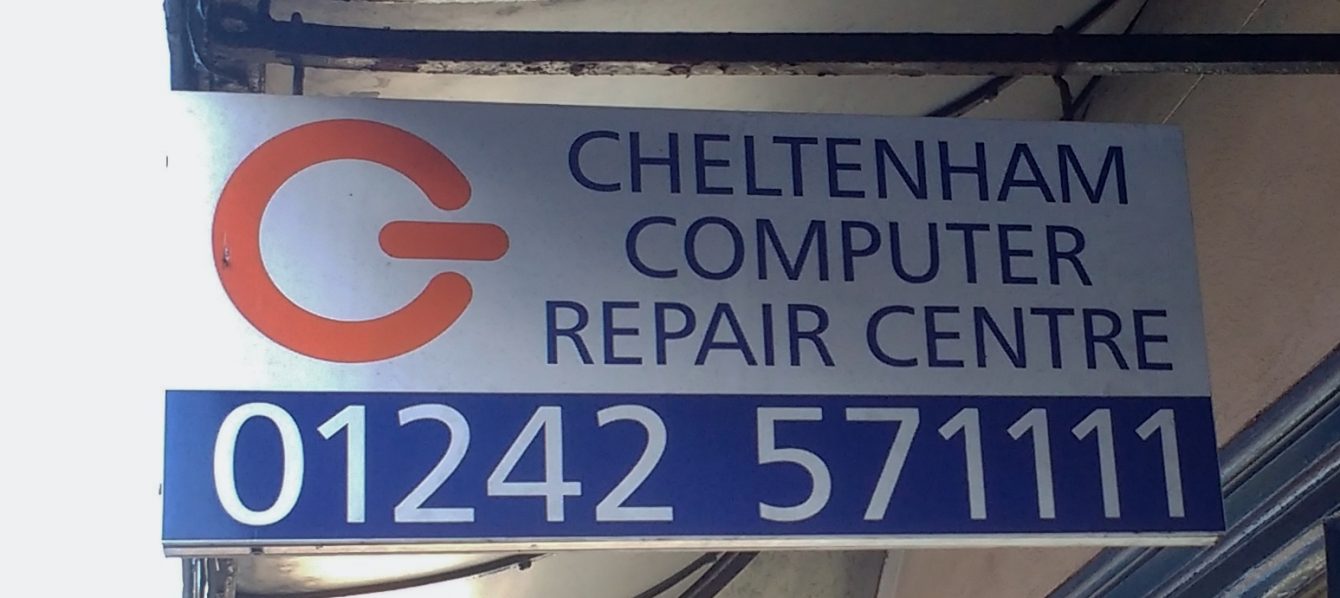 CHELTENHAM
COMPUTER
REPAIR CENTRE
01242 571111